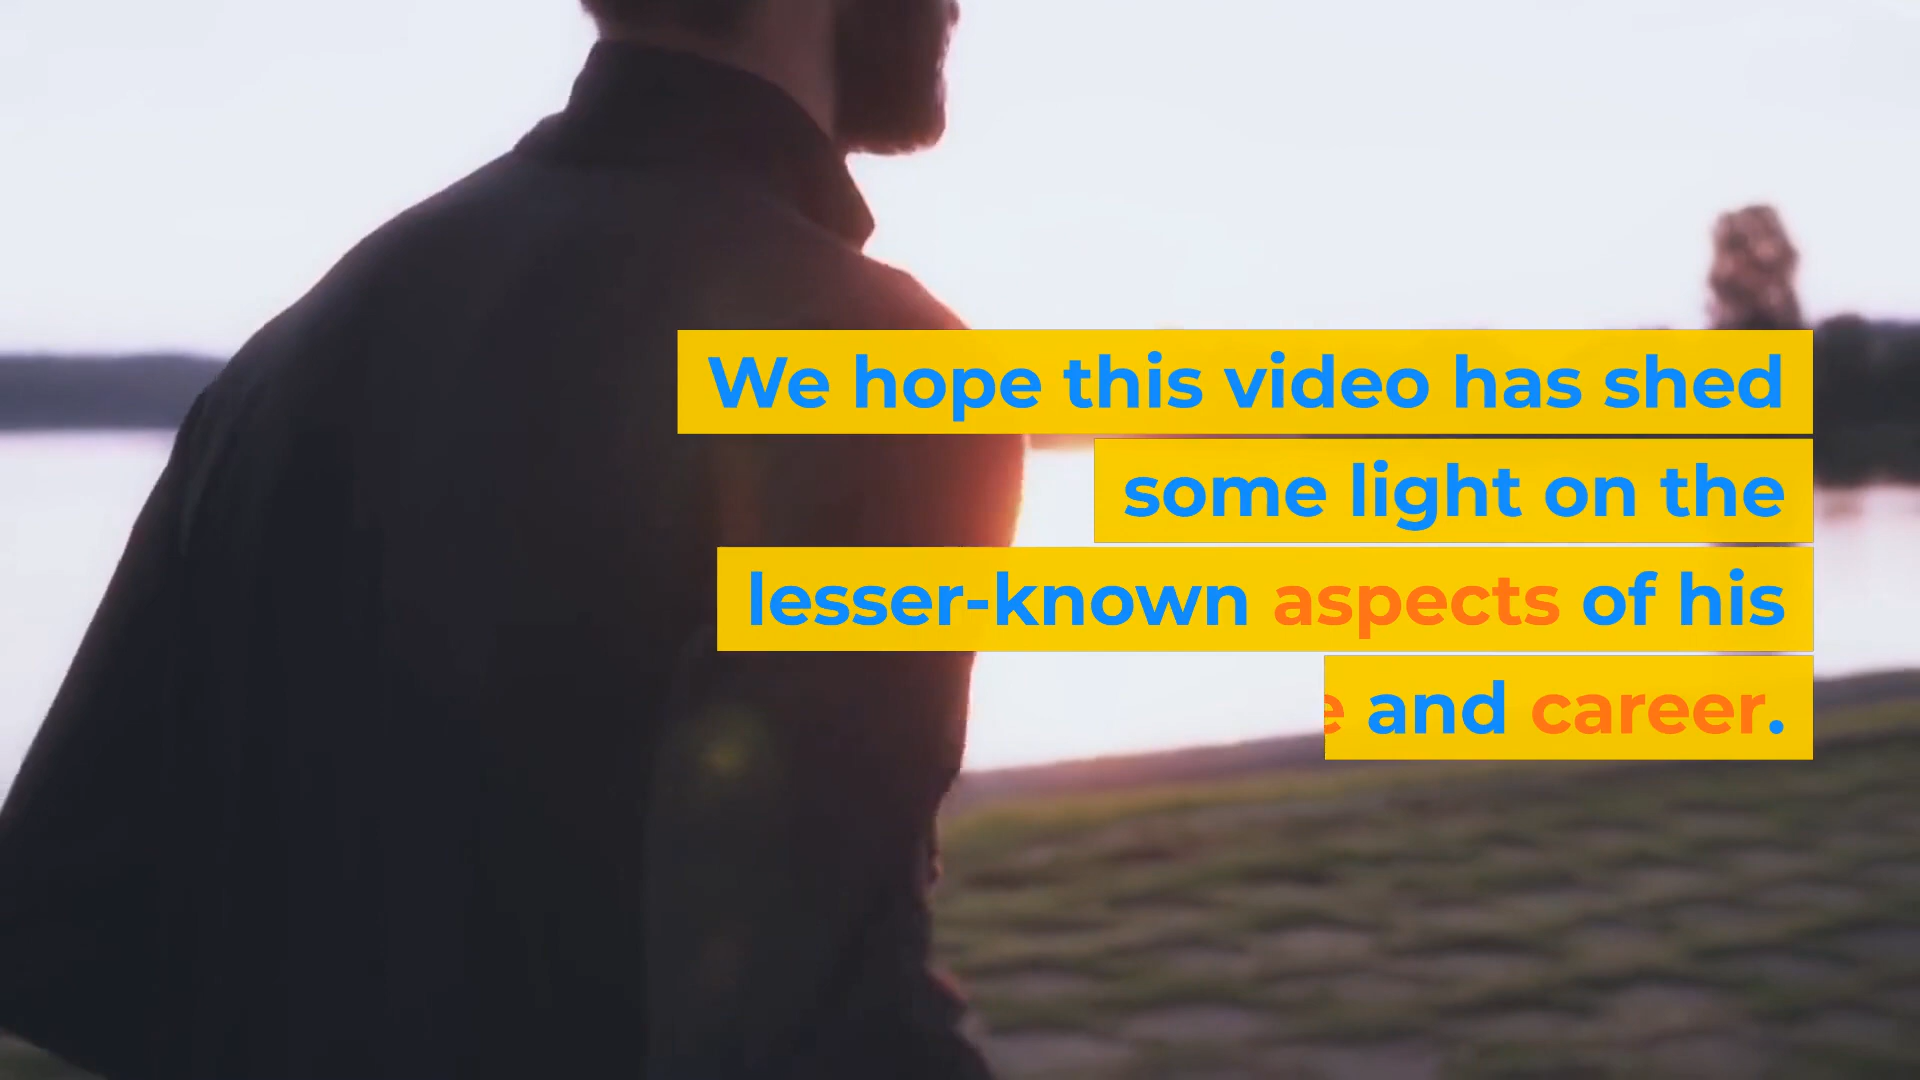 We hope this video has shed
some light on the
lesser-known aspects of his
and career.